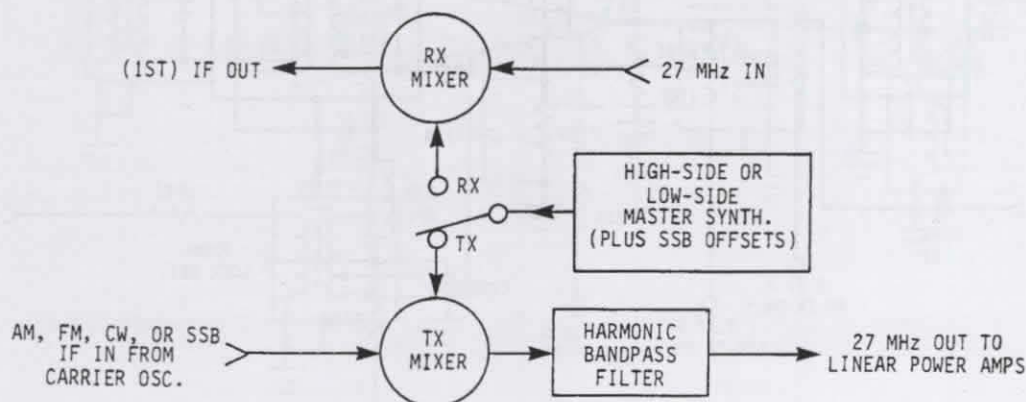 (1ST) IF OUT
RX
MIXER
27 MHz IN
RX
TX
HIGH-SIDE OR
LOW-SIDE
MASTER SYNTH.
(PLUS SSB OFFSETS)
AM, FM, CW, OR SSB
IF IN FROM
CARRIER OSC.
TX
MIXER
HARMONIC
BANDPASS
FILTER
27 MHz OUT TO
LINEAR POWER AMPS